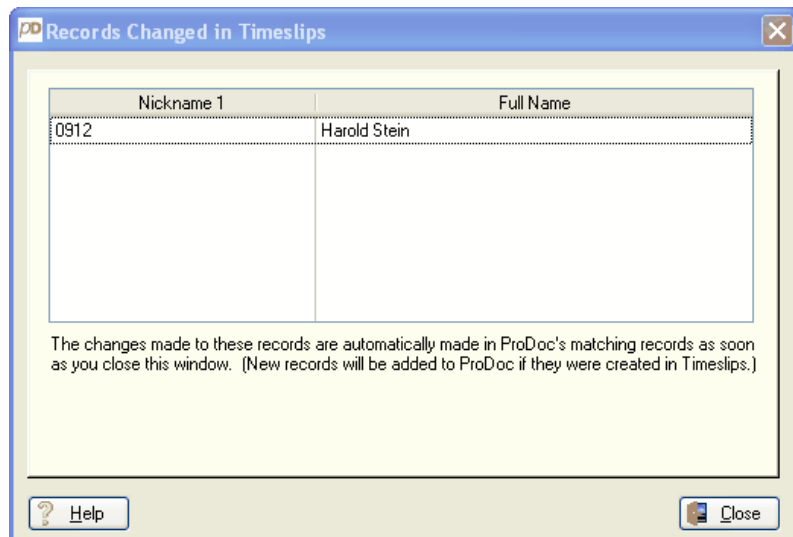 pD Records Changed in Timeslips
Nickname 1 Full Name
0912 Harold Stein
The changes made to these records are automatically made in ProDoc's matching records as soon
as you close this window. (New records will be added to ProDoc if they were created in Timeslips.)
? Help Close